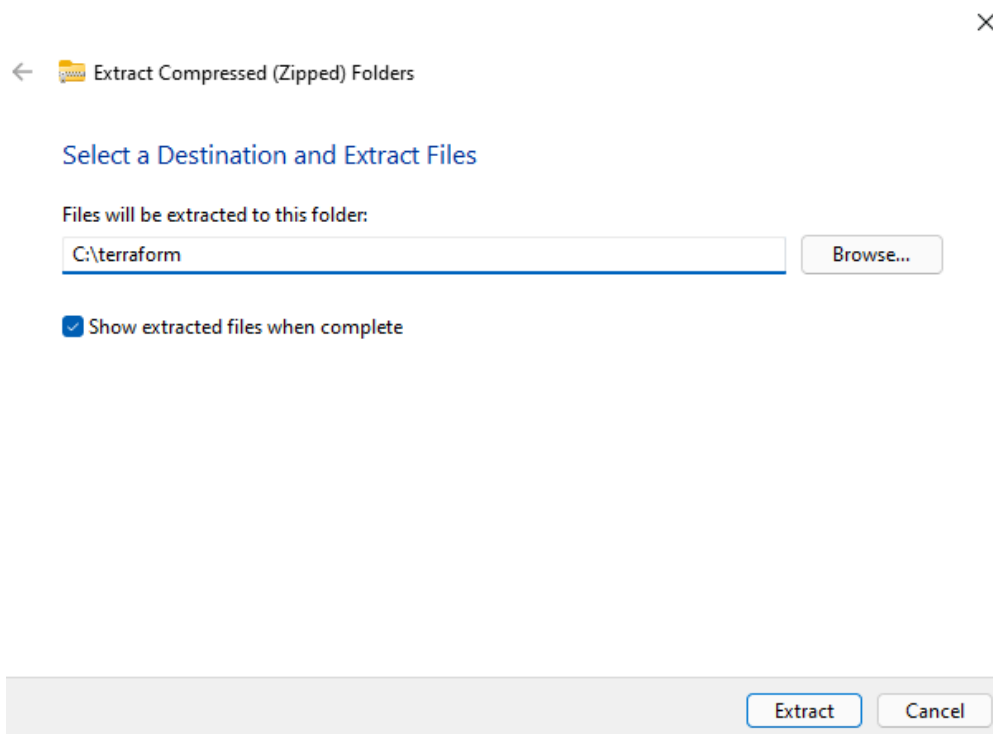 Extract Compressed (Zipped) Folders
Select a Destination and Extract Files
Files will be extracted to this folder:
C:\terraform
Browse...
Show extracted files when complete
Extract
Cancel